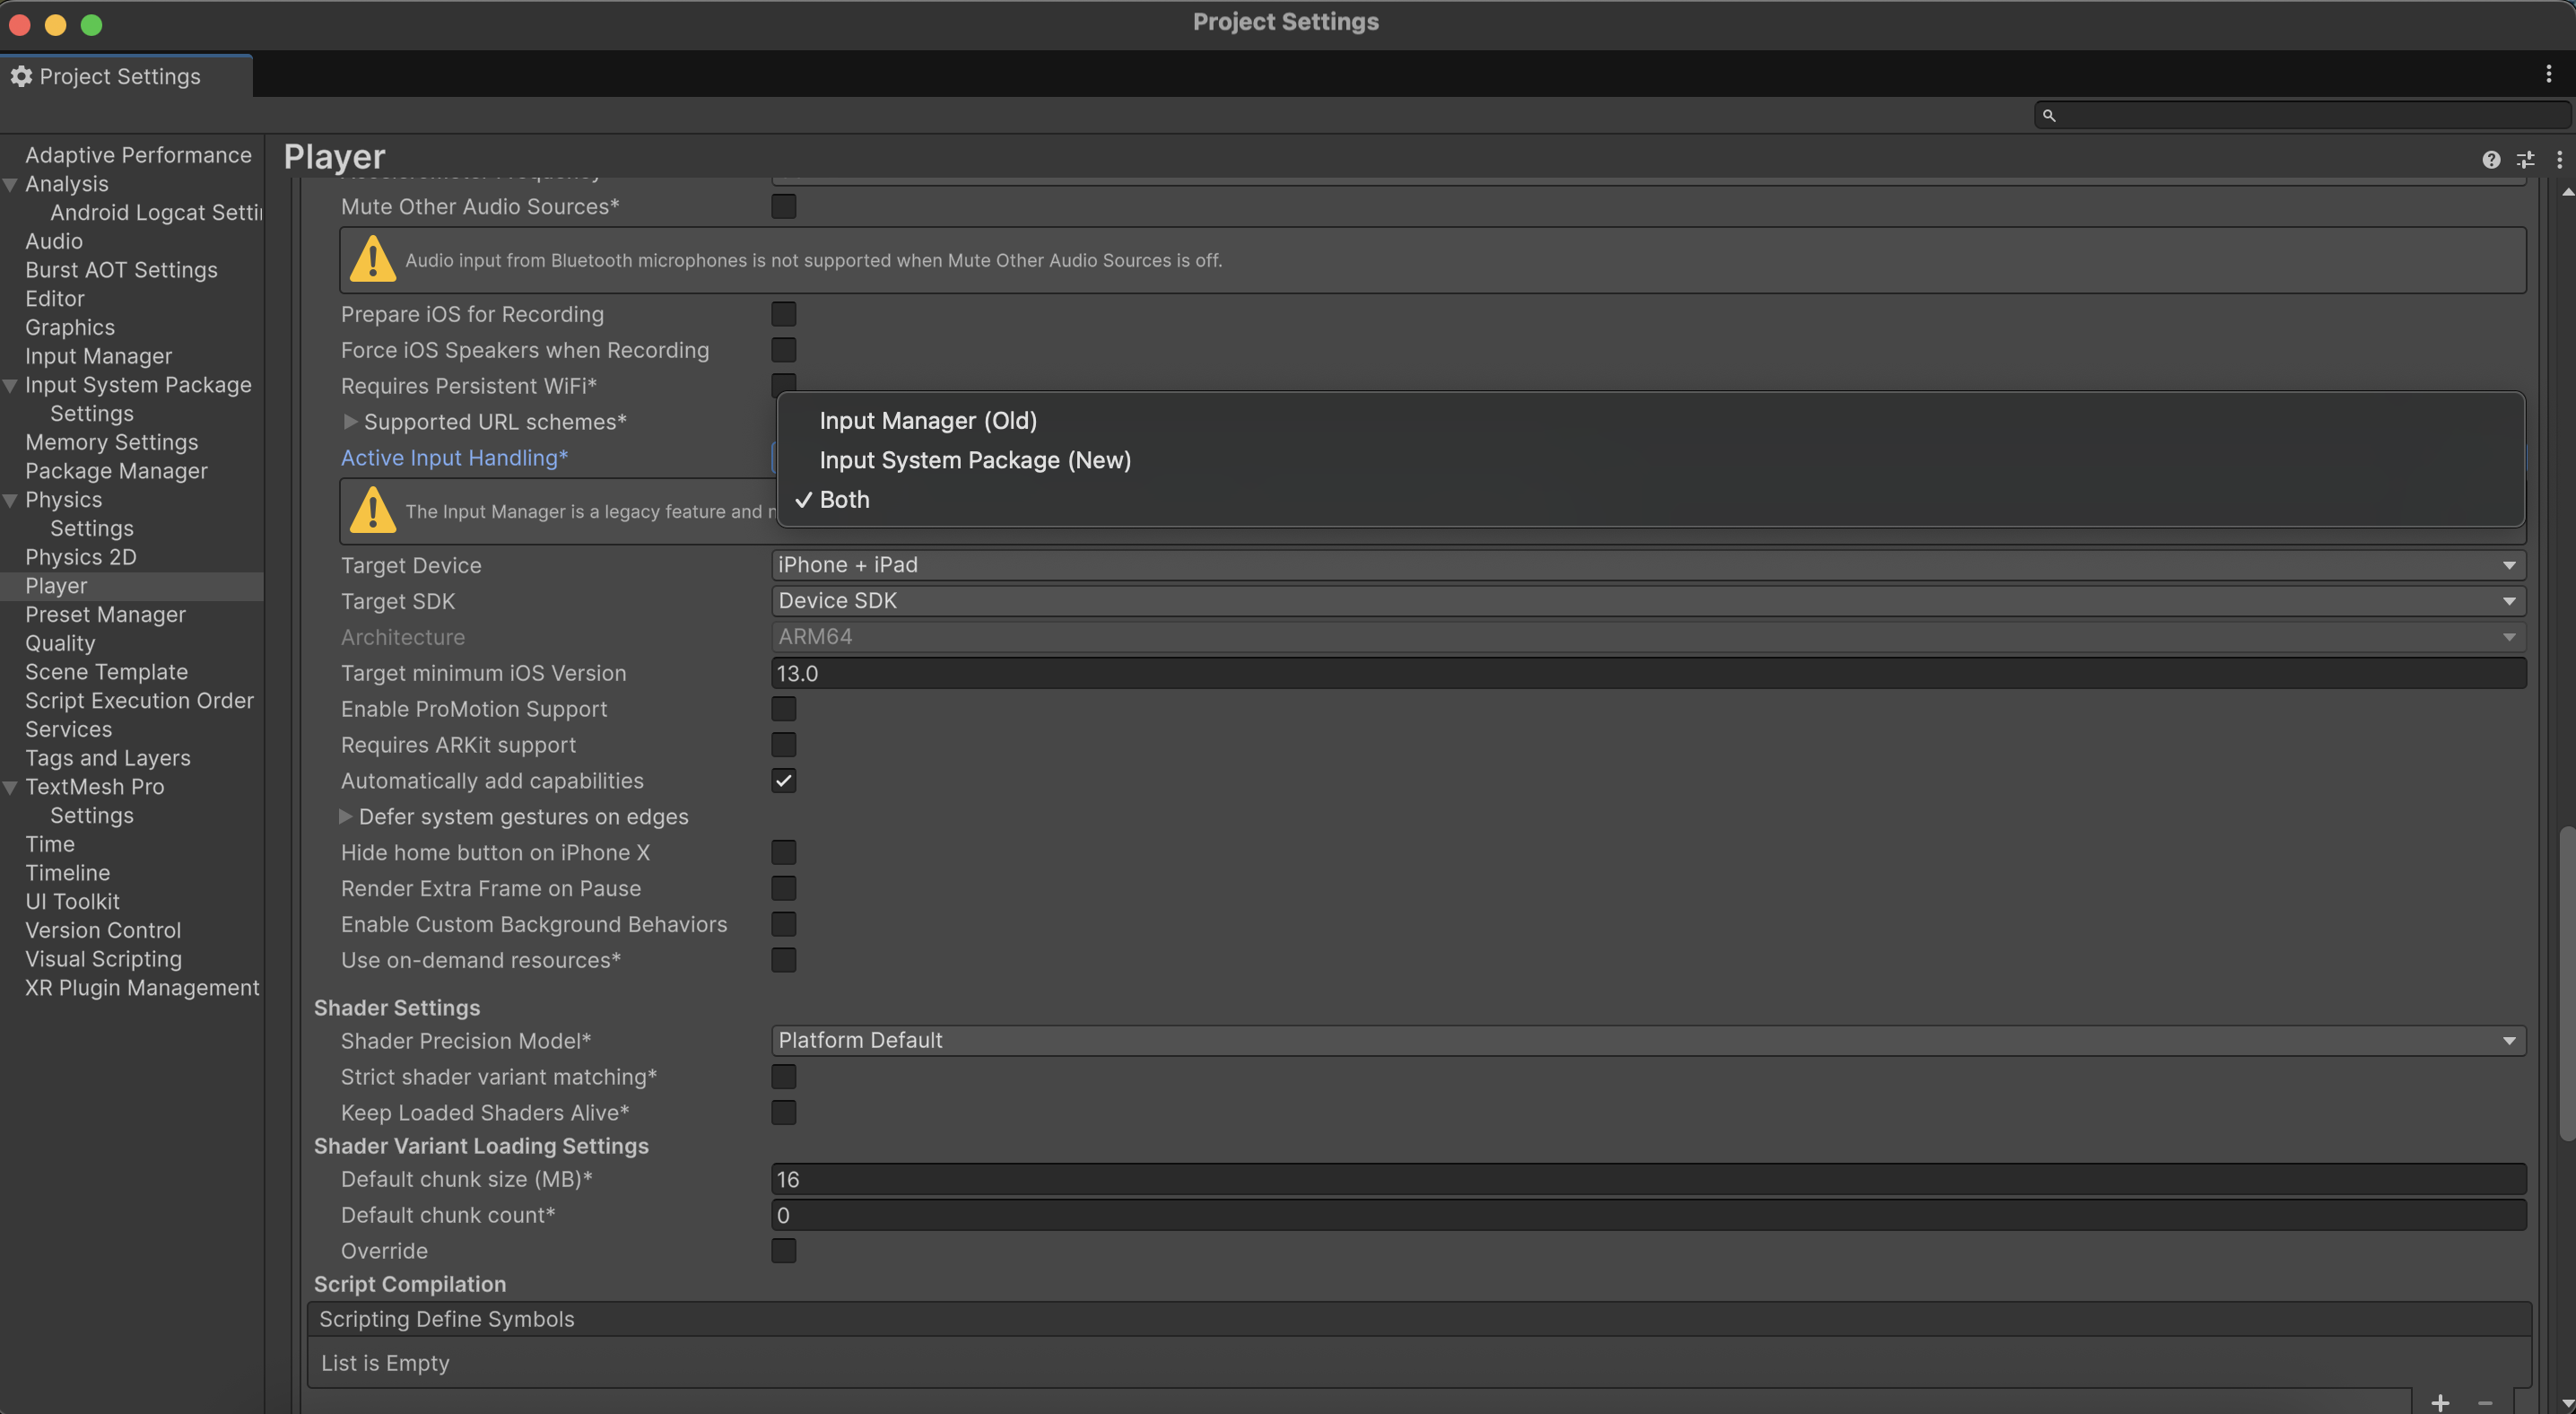 Project Settings
Project Settings
Adaptive Performance
Analysis
Android Logcat
Audio
Burst AOT Settings
Editor
Graphics
Input Manager
Input System Package
Settings
Memory Settings
Package Manager
Physics
Settings
Physics 2D
Player
Preset Manager
Quality
Scene Template
Script Execution Order
Services
Tags and Layers
TextMesh Pro
Settings
Time
Timeline
UI Toolkit
Version Control
Visual Scripting
XR Plugin Management
Player
Mute Other Audio Sources*
Audio input from Bluetooth microphones is not supported when Mute Other Audio Sources is off.
Prepare iOS for Recording
Force iOS Speakers when Recording
Requires Persistent WiFi*
Supported URL schemes*
Active Input Handling*
Input Manager (Old)
Input System Package (New)
Both
The Input Manager is a legacy feature and
Target Device iPhone + iPad
Target SDK Device SDK
Architecture ARM64
Target minimum iOS Version 13.0
Enable ProMotion Support
Requires ARKit support
Automatically add capabilities
Defer system gestures on edges
Hide home button on iPhone X
Render Extra Frame on Pause
Enable Custom Background Behaviors
Use on-demand resources*
Shader Settings
Shader Precision Model* Platform Default
Strict shader variant matching*
Keep Loaded Shaders Alive*
Shader Variant Loading Settings
Default chunk size (MB)* 16
Default chunk count* 0
Override
Script Compilation
Scripting Define Symbols
List is Empty